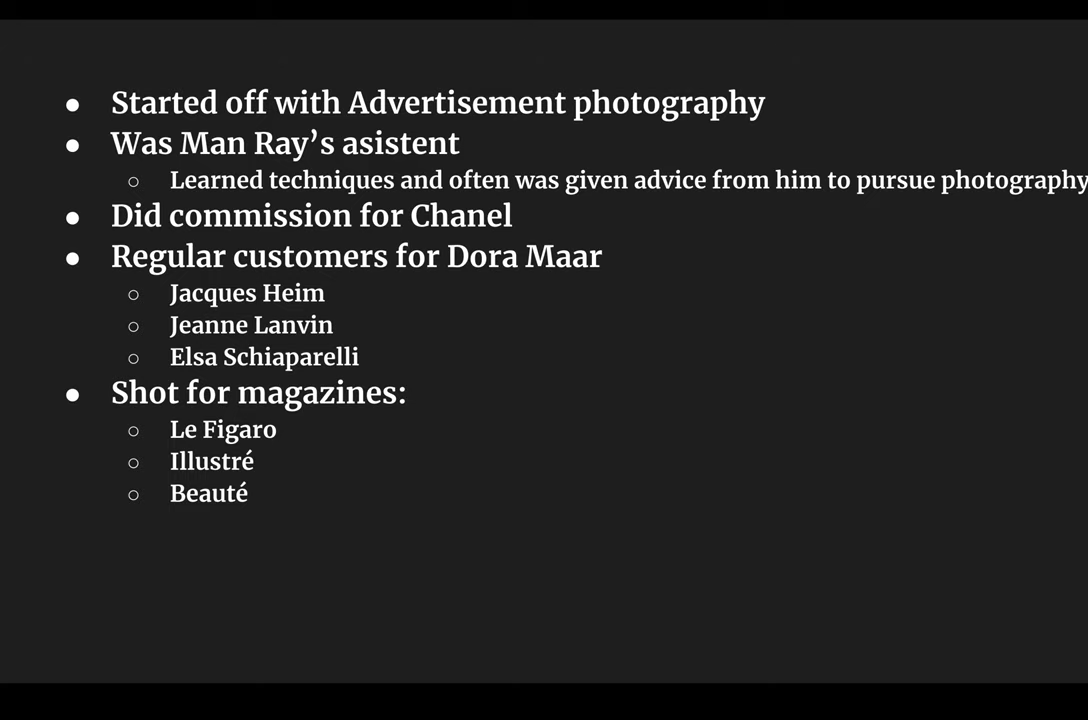 ● Started off with Advertisement photography
● Was Man Ray’s asistent
○ Learned techniques and often was given advice from him to pursue photography
● Did commission for Chanel
● Regular customers for Dora Maar
○ Jacques Heim
○ Jeanne Lanvin
○ Elsa Schiaparelli
● Shot for magazines:
○ Le Figaro
○ Illustré
○ Beauté